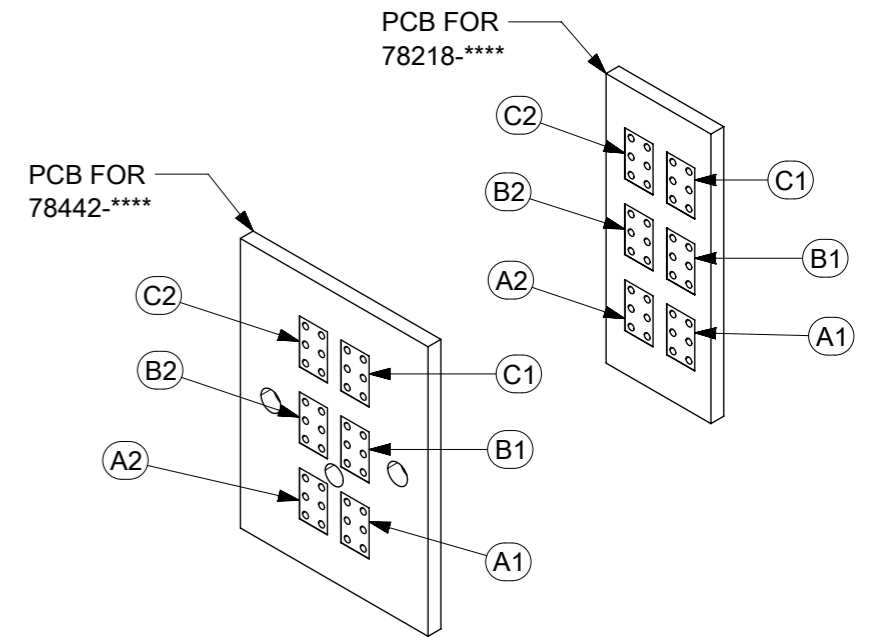 PCB FOR
78218-****
C2
C1
B2
B1
A2
A1
PCB FOR
78442-****
C2
C1
B2
B1
A2
A1